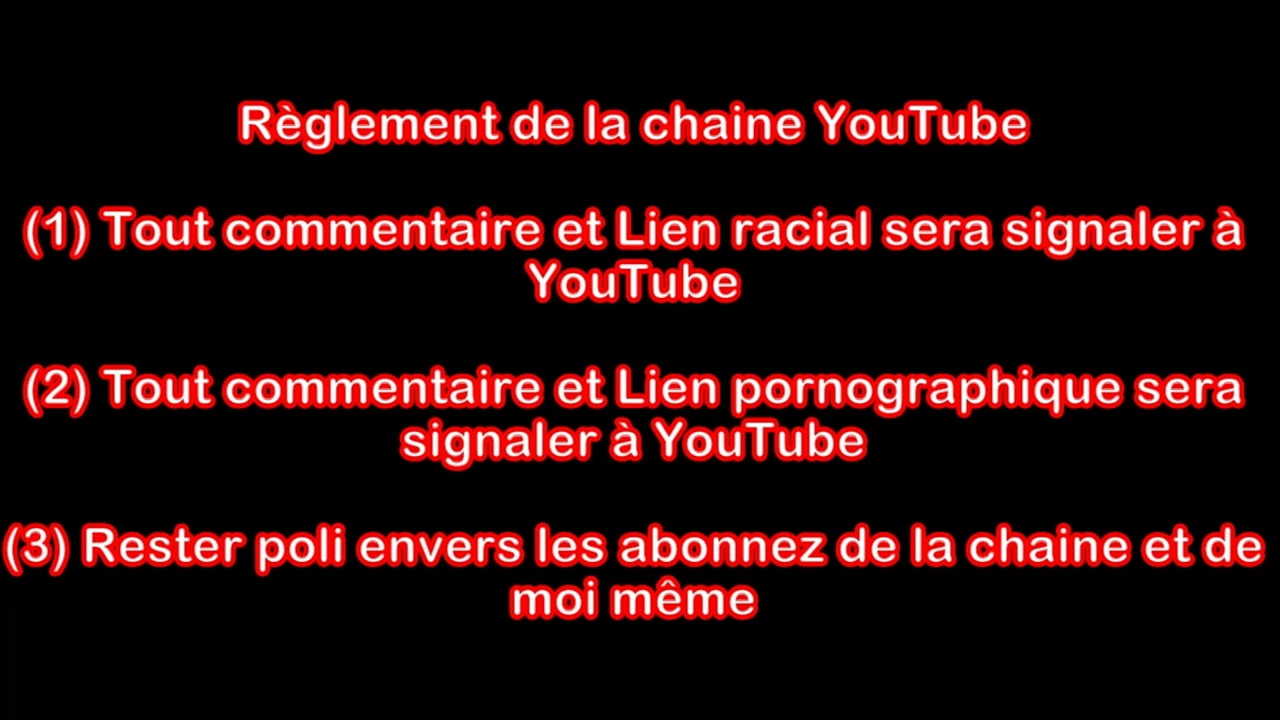 Règlement de la chaine YouTube
(1) Tout commentaire et Lien racial sera signaler à
YouTube
(2) Tout commentaire et Lien pornographique sera
signaler à YouTube
(3) Rester poli envers les abonnez de la chaine et de
moi même